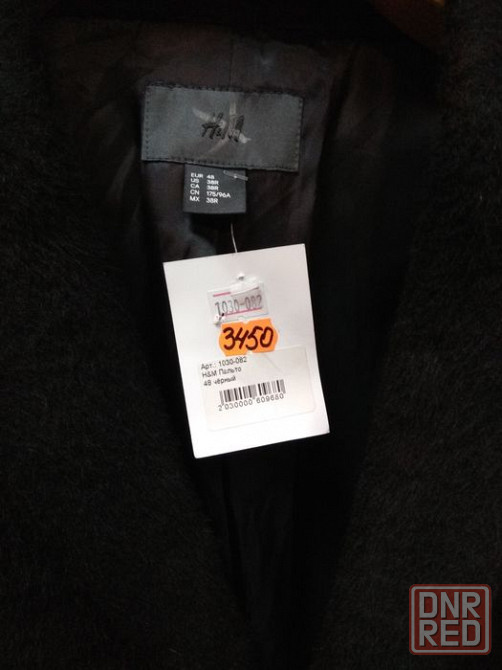 H&M
EUR 48
US 38R
CA 38R
CN 175/96A
MX 38R
1030-082
3450
Арт.: 1030-082
H&M Пальто
48 чёрный
2 030000 609680
DNR
RED